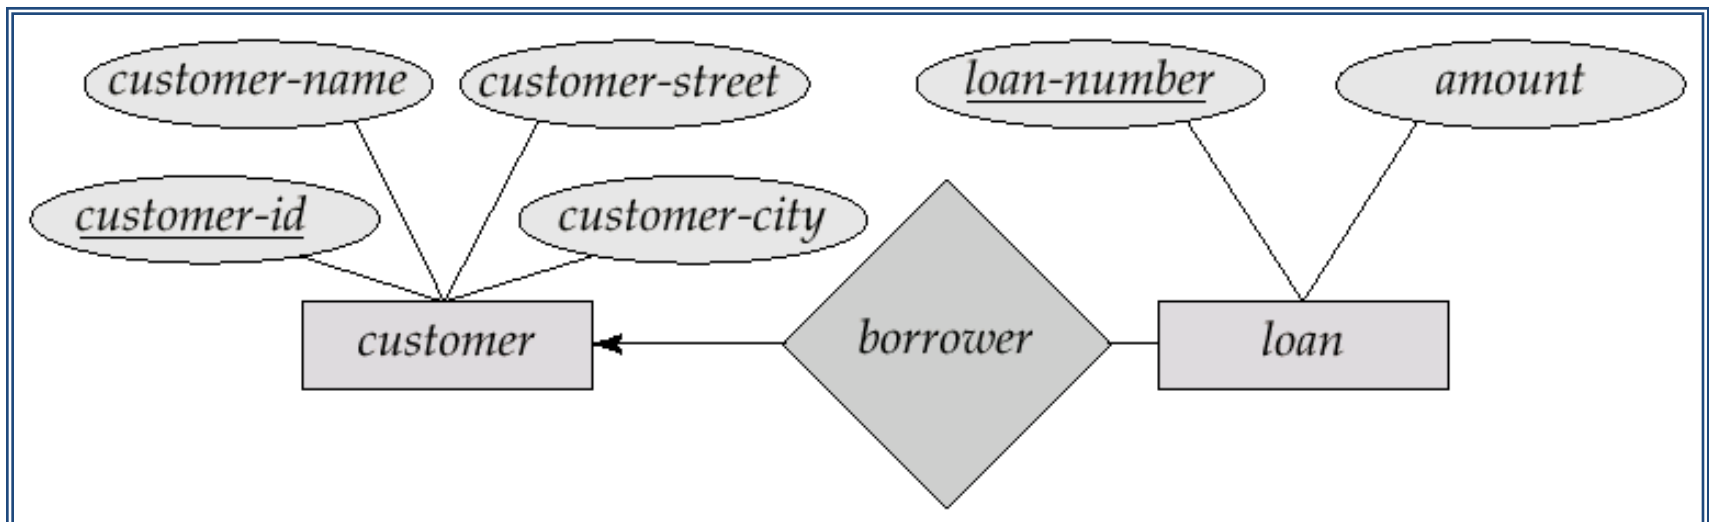 customer-name
customer-street
loan-number
amount
customer-id
customer-city
customer
borrower
loan